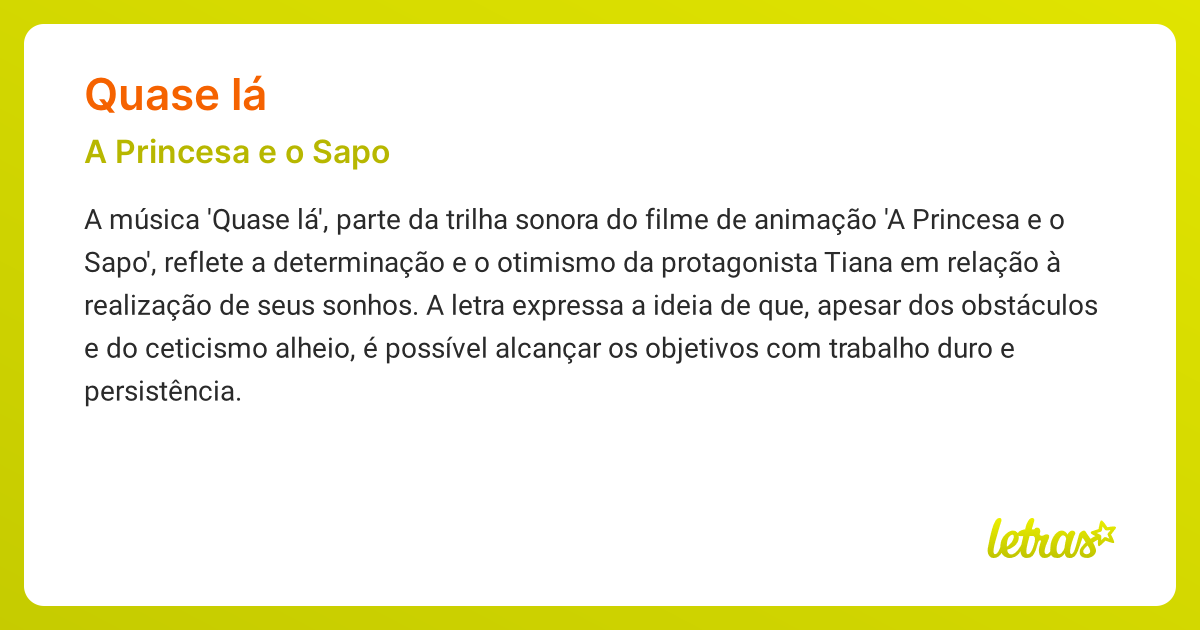 Quase lá
A Princesa e o Sapo
A música 'Quase lá', parte da trilha sonora do filme de animação 'A Princesa e o
Sapo', reflete a determinação e o otimismo da protagonista Tiana em relação à
realização de seus sonhos. A letra expressa a ideia de que, apesar dos obstáculos
e do ceticismo alheio, é possível alcançar os objetivos com trabalho duro e
persistência.
letras